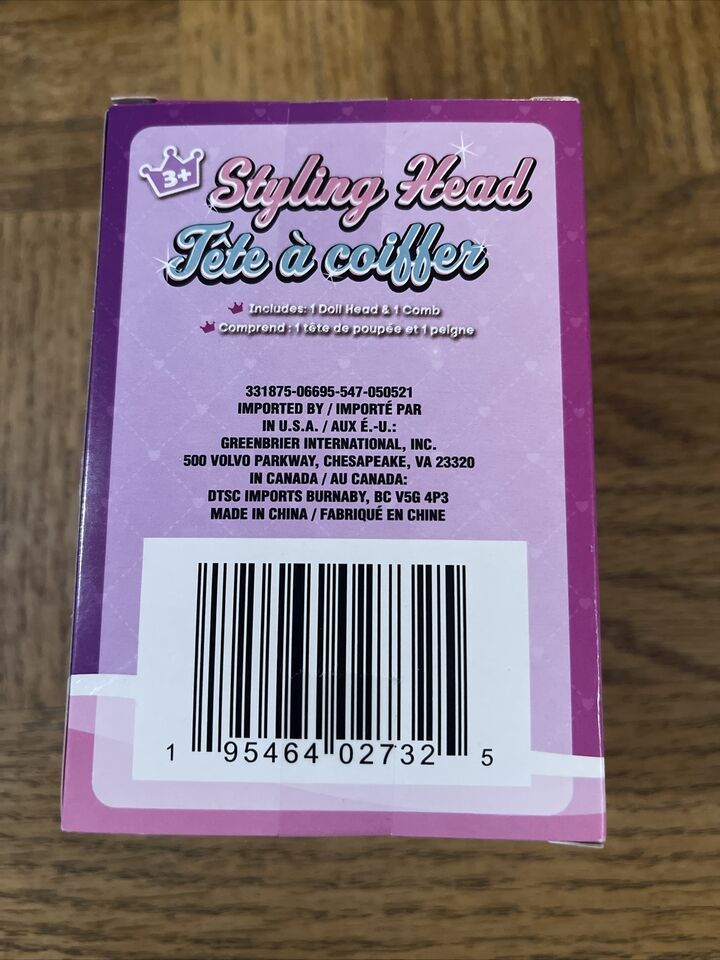 3+
Styling Head
Tête à coiffer
Includes: 1 Doll Head & 1 Comb
Comprend : 1 tête de poupée et 1 peigne
331875-06695-547-050521
IMPORTED BY / IMPORTÉ PAR
IN U.S.A. / AUX É.-U.:
GREENBRIER INTERNATIONAL, INC.
500 VOLVO PARKWAY, CHESAPEAKE, VA 23320
IN CANADA / AU CANADA:
DTSC IMPORTS BURNABY, BC V5G 4P3
MADE IN CHINA / FABRIQUÉ EN CHINE
1 95464 02732 5